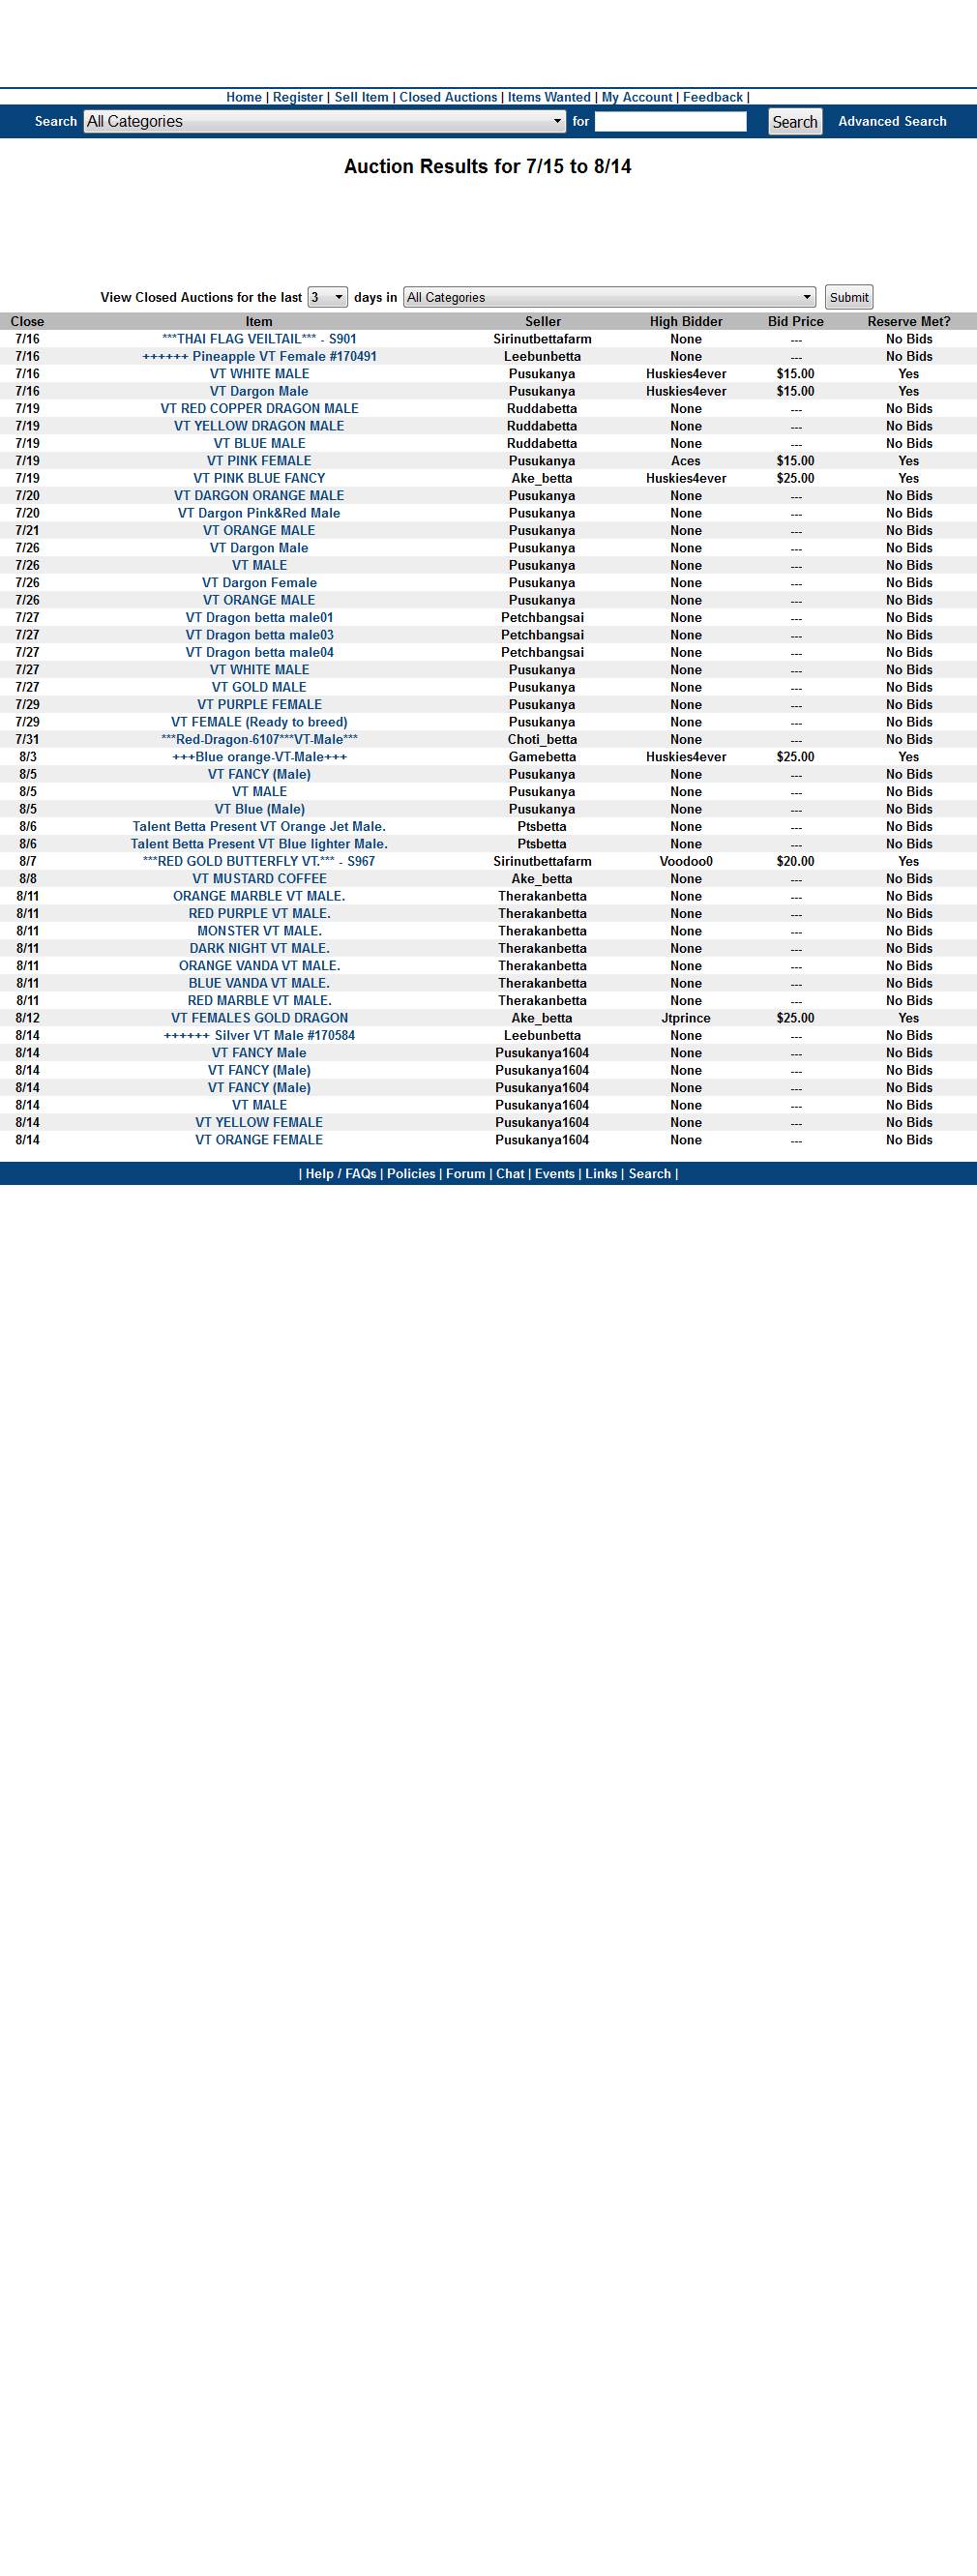 Home | Register | Sell Item | Closed Auctions | Items Wanted | My Account | Feedback |
Search All Categories for Search Advanced Search
Auction Results for 7/15 to 8/14
View Closed Auctions for the last 3 days in All Categories Submit
Close Item Seller High Bidder Bid Price Reserve Met?
7/16 ***THAI FLAG VEILTAIL*** - S901 Sirinutbettafarm None --- No Bids
7/16 ++++++ Pineapple VT Female #170491 Leebunbetta None --- No Bids
7/16 VT WHITE MALE Pusukanya Huskies4ever $15.00 Yes
7/16 VT Dargon Male Pusukanya Huskies4ever $15.00 Yes
7/19 VT RED COPPER DRAGON MALE Ruddabetta None --- No Bids
7/19 VT YELLOW DRAGON MALE Ruddabetta None --- No Bids
7/19 VT BLUE MALE Ruddabetta None --- No Bids
7/19 VT PINK FEMALE Pusukanya Aces $15.00 Yes
7/19 VT PINK BLUE FANCY Ake_betta Huskies4ever $25.00 Yes
7/20 VT DARGON ORANGE MALE Pusukanya None --- No Bids
7/20 VT Dargon Pink&Red Male Pusukanya None --- No Bids
7/21 VT ORANGE MALE Pusukanya None --- No Bids
7/26 VT Dargon Male Pusukanya None --- No Bids
7/26 VT MALE Pusukanya None --- No Bids
7/26 VT Dargon Female Pusukanya None --- No Bids
7/26 VT ORANGE MALE Pusukanya None --- No Bids
7/27 VT Dragon betta male01 Petchbangsai None --- No Bids
7/27 VT Dragon betta male03 Petchbangsai None --- No Bids
7/27 VT Dragon betta male04 Petchbangsai None --- No Bids
7/27 VT WHITE MALE Pusukanya None --- No Bids
7/27 VT GOLD MALE Pusukanya None --- No Bids
7/29 VT PURPLE FEMALE Pusukanya None --- No Bids
7/29 VT FEMALE (Ready to breed) Pusukanya None --- No Bids
7/31 ***Red-Dragon-6107***VT-Male*** Choti_betta None --- No Bids
8/3 +++Blue orange-VT-Male+++ Gamebetta Huskies4ever $25.00 Yes
8/5 VT FANCY (Male) Pusukanya None --- No Bids
8/5 VT MALE Pusukanya None --- No Bids
8/5 VT Blue (Male) Pusukanya None --- No Bids
8/6 Talent Betta Present VT Orange Jet Male. Ptsbetta None --- No Bids
8/6 Talent Betta Present VT Blue lighter Male. Ptsbetta None --- No Bids
8/7 ***RED GOLD BUTTERFLY VT.*** - S967 Sirinutbettafarm Voodoo0 $20.00 Yes
8/8 VT MUSTARD COFFEE Ake_betta None --- No Bids
8/11 ORANGE MARBLE VT MALE. Therakanbetta None --- No Bids
8/11 RED PURPLE VT MALE. Therakanbetta None --- No Bids
8/11 MONSTER VT MALE. Therakanbetta None --- No Bids
8/11 DARK NIGHT VT MALE. Therakanbetta None --- No Bids
8/11 ORANGE VANDA VT MALE. Therakanbetta None --- No Bids
8/11 BLUE VANDA VT MALE. Therakanbetta None --- No Bids
8/11 RED MARBLE VT MALE. Therakanbetta None --- No Bids
8/12 VT FEMALES GOLD DRAGON Ake_betta Jtprince $25.00 Yes
8/14 ++++++ Silver VT Male #170584 Leebunbetta None --- No Bids
8/14 VT FANCY Male Pusukanya1604 None --- No Bids
8/14 VT FANCY (Male) Pusukanya1604 None --- No Bids
8/14 VT FANCY (Male) Pusukanya1604 None --- No Bids
8/14 VT MALE Pusukanya1604 None --- No Bids
8/14 VT YELLOW FEMALE Pusukanya1604 None --- No Bids
8/14 VT ORANGE FEMALE Pusukanya1604 None --- No Bids
| Help / FAQs | Policies | Forum | Chat | Events | Links | Search |